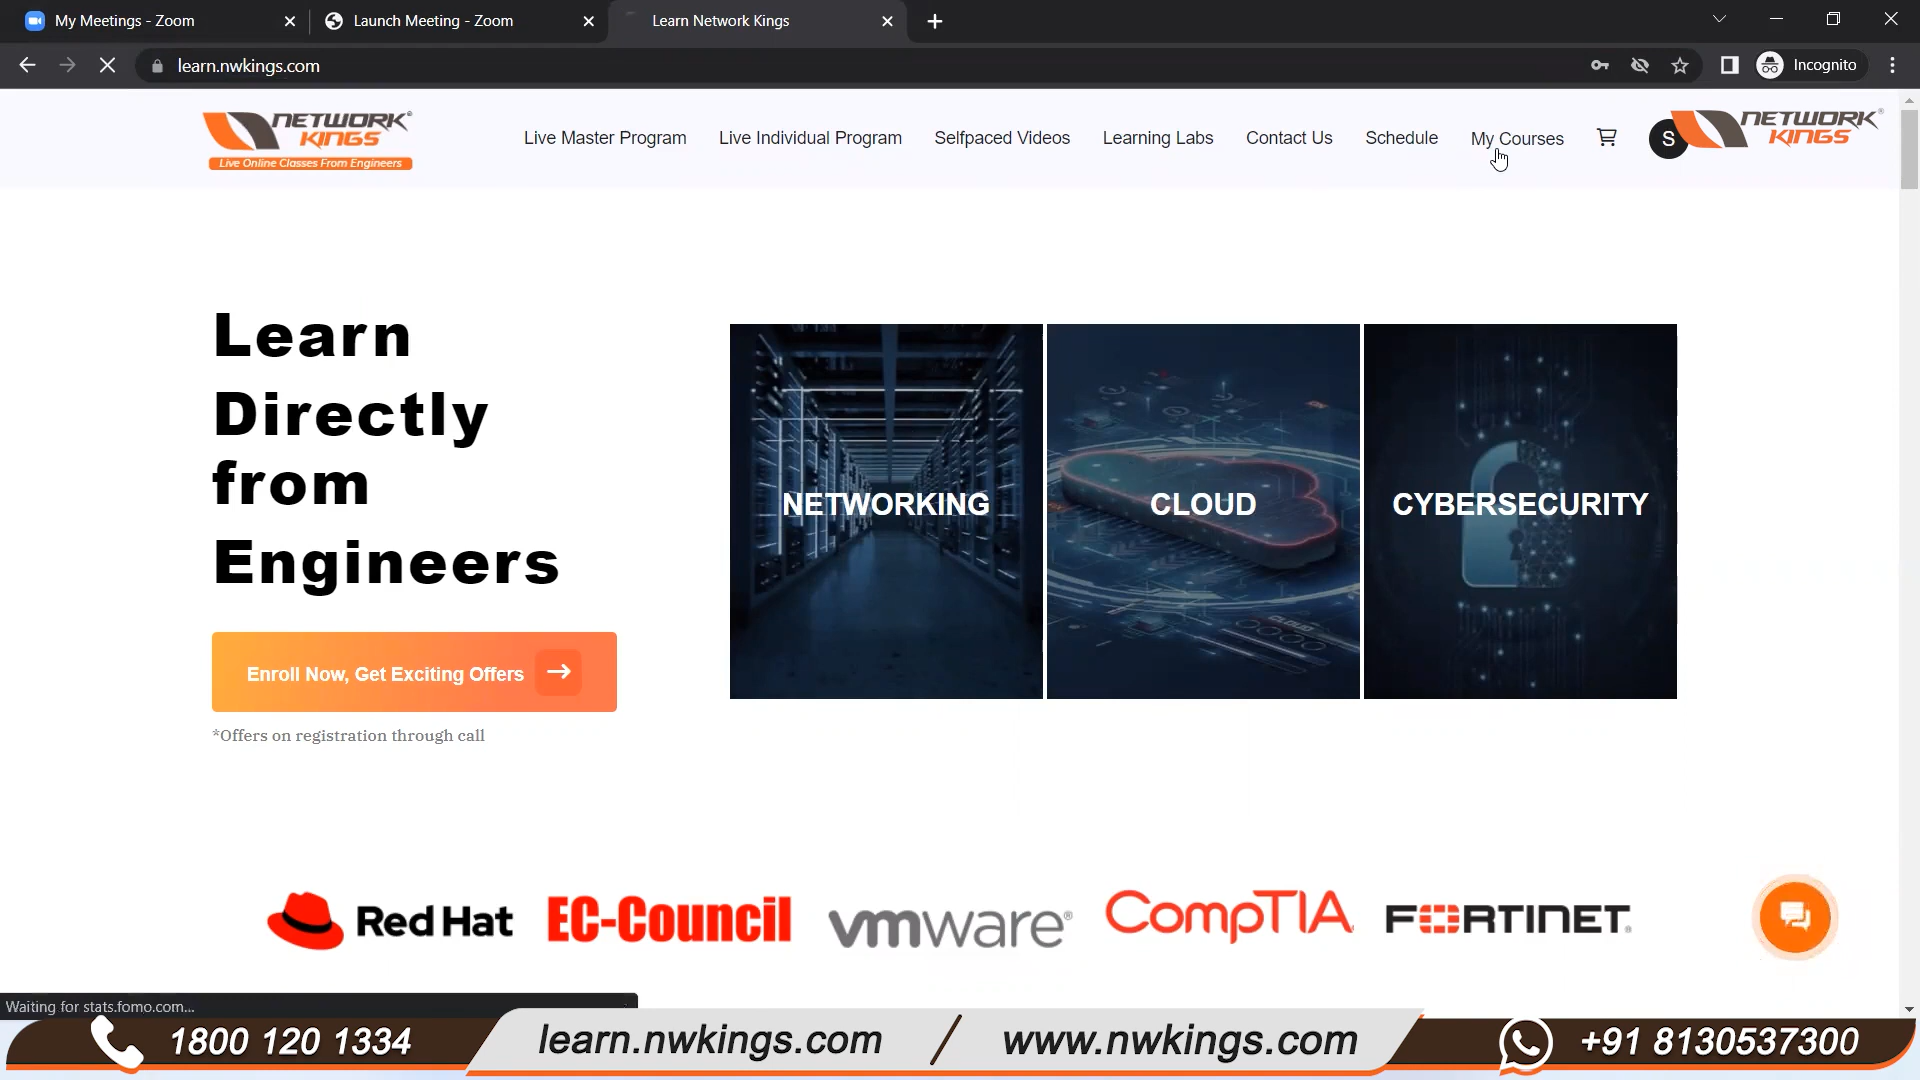 My Meetings - Zoom
Launch Meeting - Zoom
Learn Network Kings
learn.nwkings.com
Incognito
NETWORK®
KINGS
Live Online Classes From Engineers
Live Master Program
Live Individual Program
Selfpaced Videos
Learning Labs
Contact Us
Schedule
My Courses
S
NETWORK®
KINGS
Learn
Directly
from
Engineers
NETWORKING
CLOUD
CYBERSECURITY
Enroll Now, Get Exciting Offers
*Offers on registration through call
Red Hat
EC-Council
vmware®
CompTIA.
FORTINET®
Waiting for stats.fomo.com...
1800 120 1334
learn.nwkings.com / www.nwkings.com
+91 8130537300